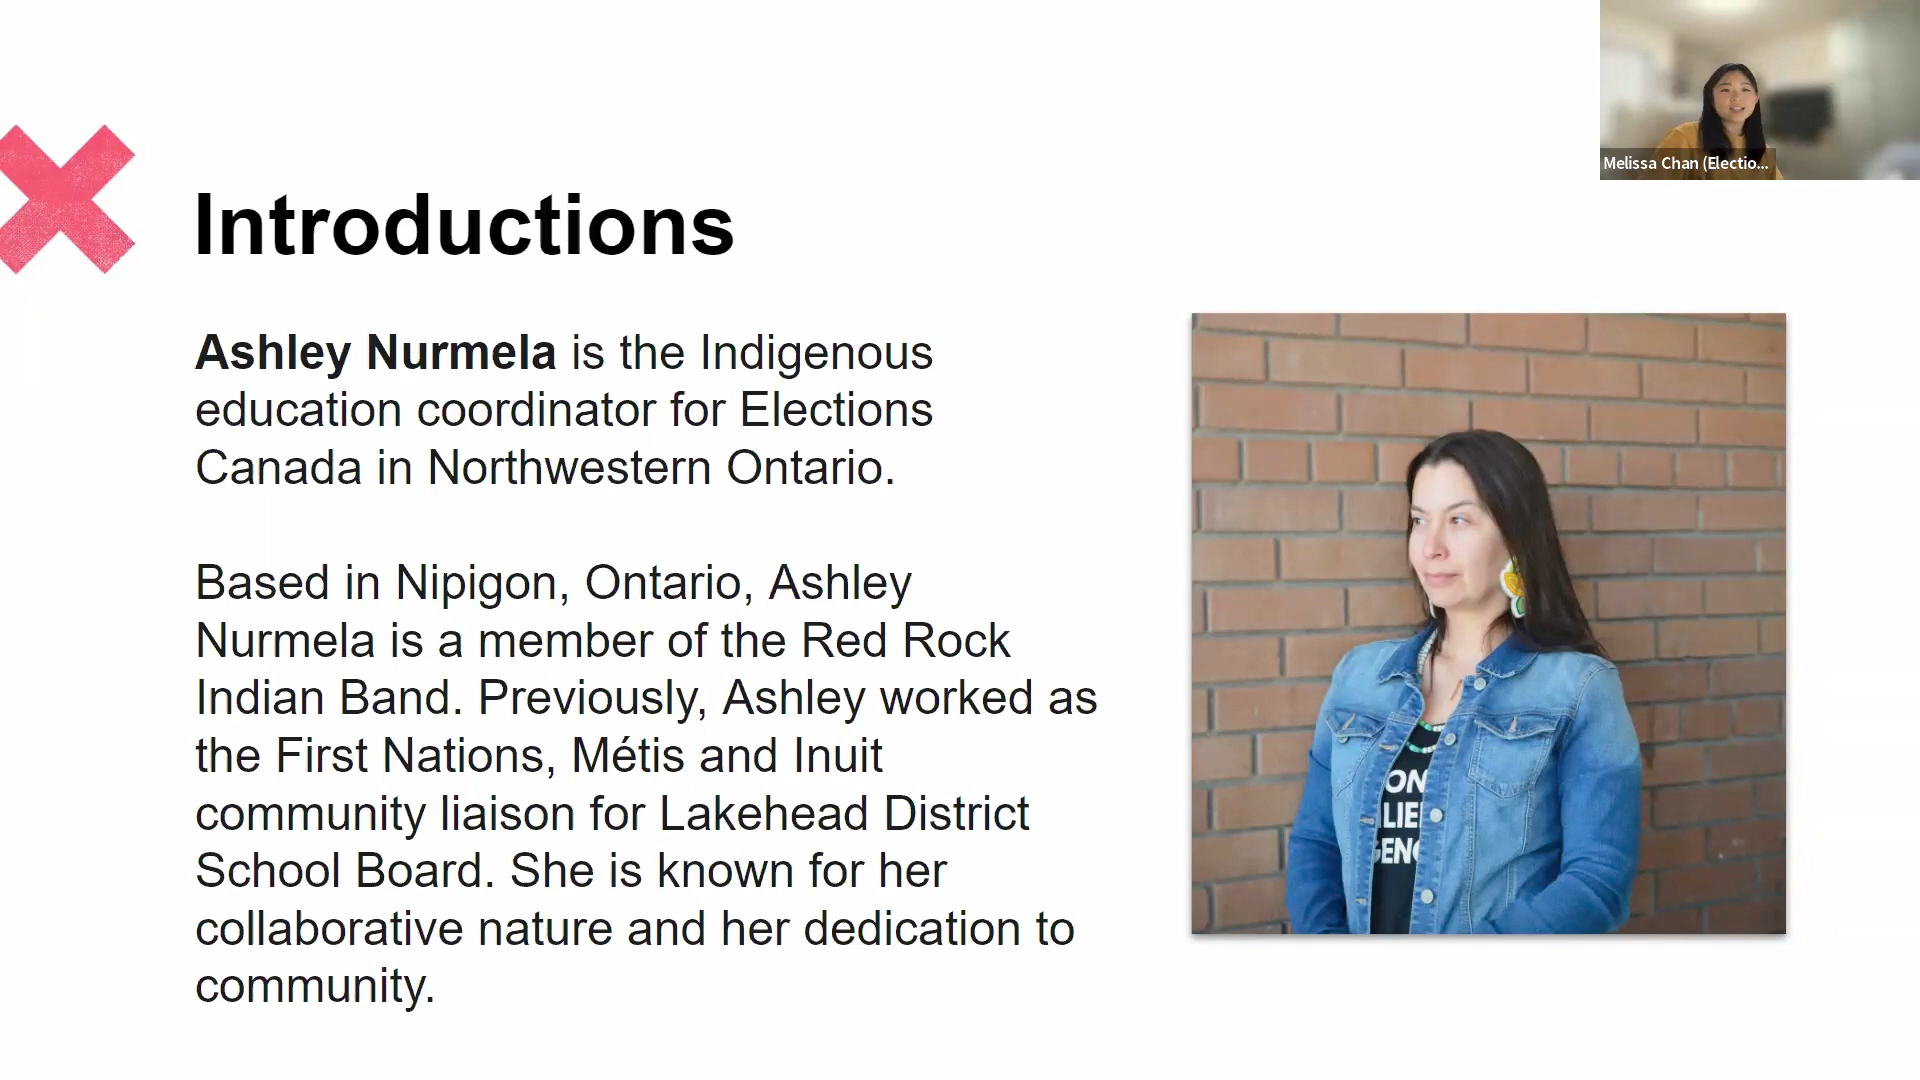 Melissa Chan (Electio...
Introductions
Ashley Nurmela is the Indigenous
education coordinator for Elections
Canada in Northwestern Ontario.
Based in Nipigon, Ontario, Ashley
Nurmela is a member of the Red Rock
Indian Band. Previously, Ashley worked as
the First Nations, Métis and Inuit
community liaison for Lakehead District
School Board. She is known for her
collaborative nature and her dedication to
community.